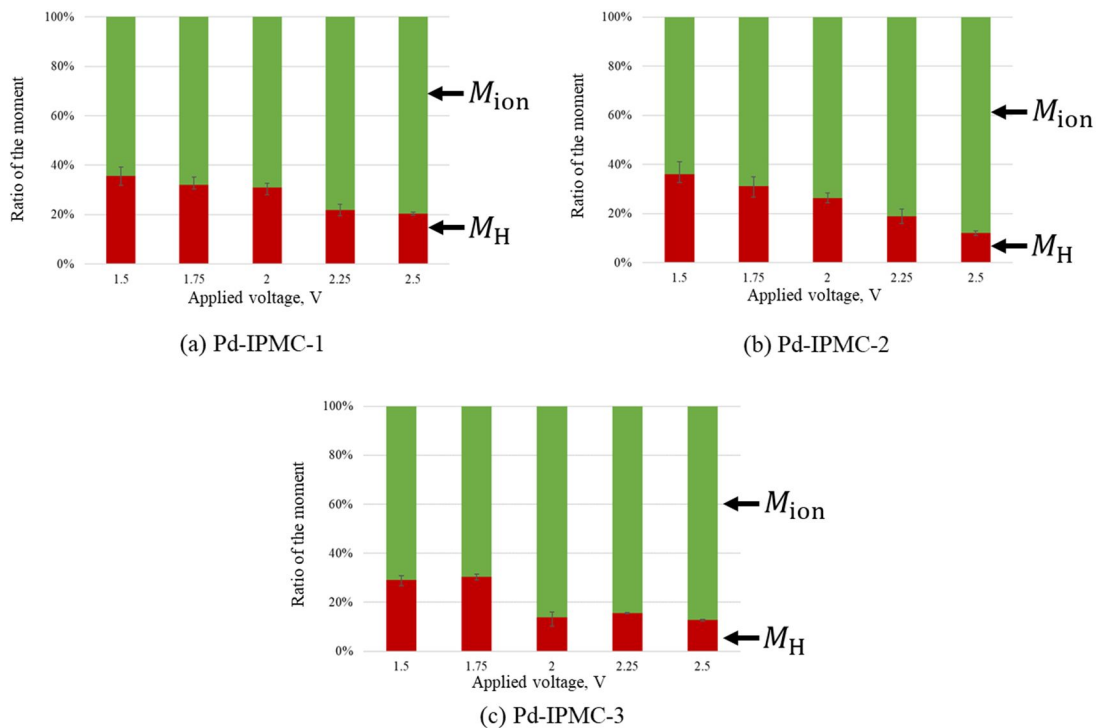 100%
80%
60%
40%
20%
0%
Ratio of the moment
1.5 1.75 2 2.25 2.5
Applied voltage, V
M_ion
M_H
(a) Pd-IPMC-1
100%
80%
60%
40%
20%
0%
Ratio of the moment
1.5 1.75 2 2.25 2.5
Applied voltage, V
M_ion
M_H
(b) Pd-IPMC-2
100%
80%
60%
40%
20%
0%
Ratio of the moment
1.5 1.75 2 2.25 2.5
Applied voltage, V
M_ion
M_H
(c) Pd-IPMC-3